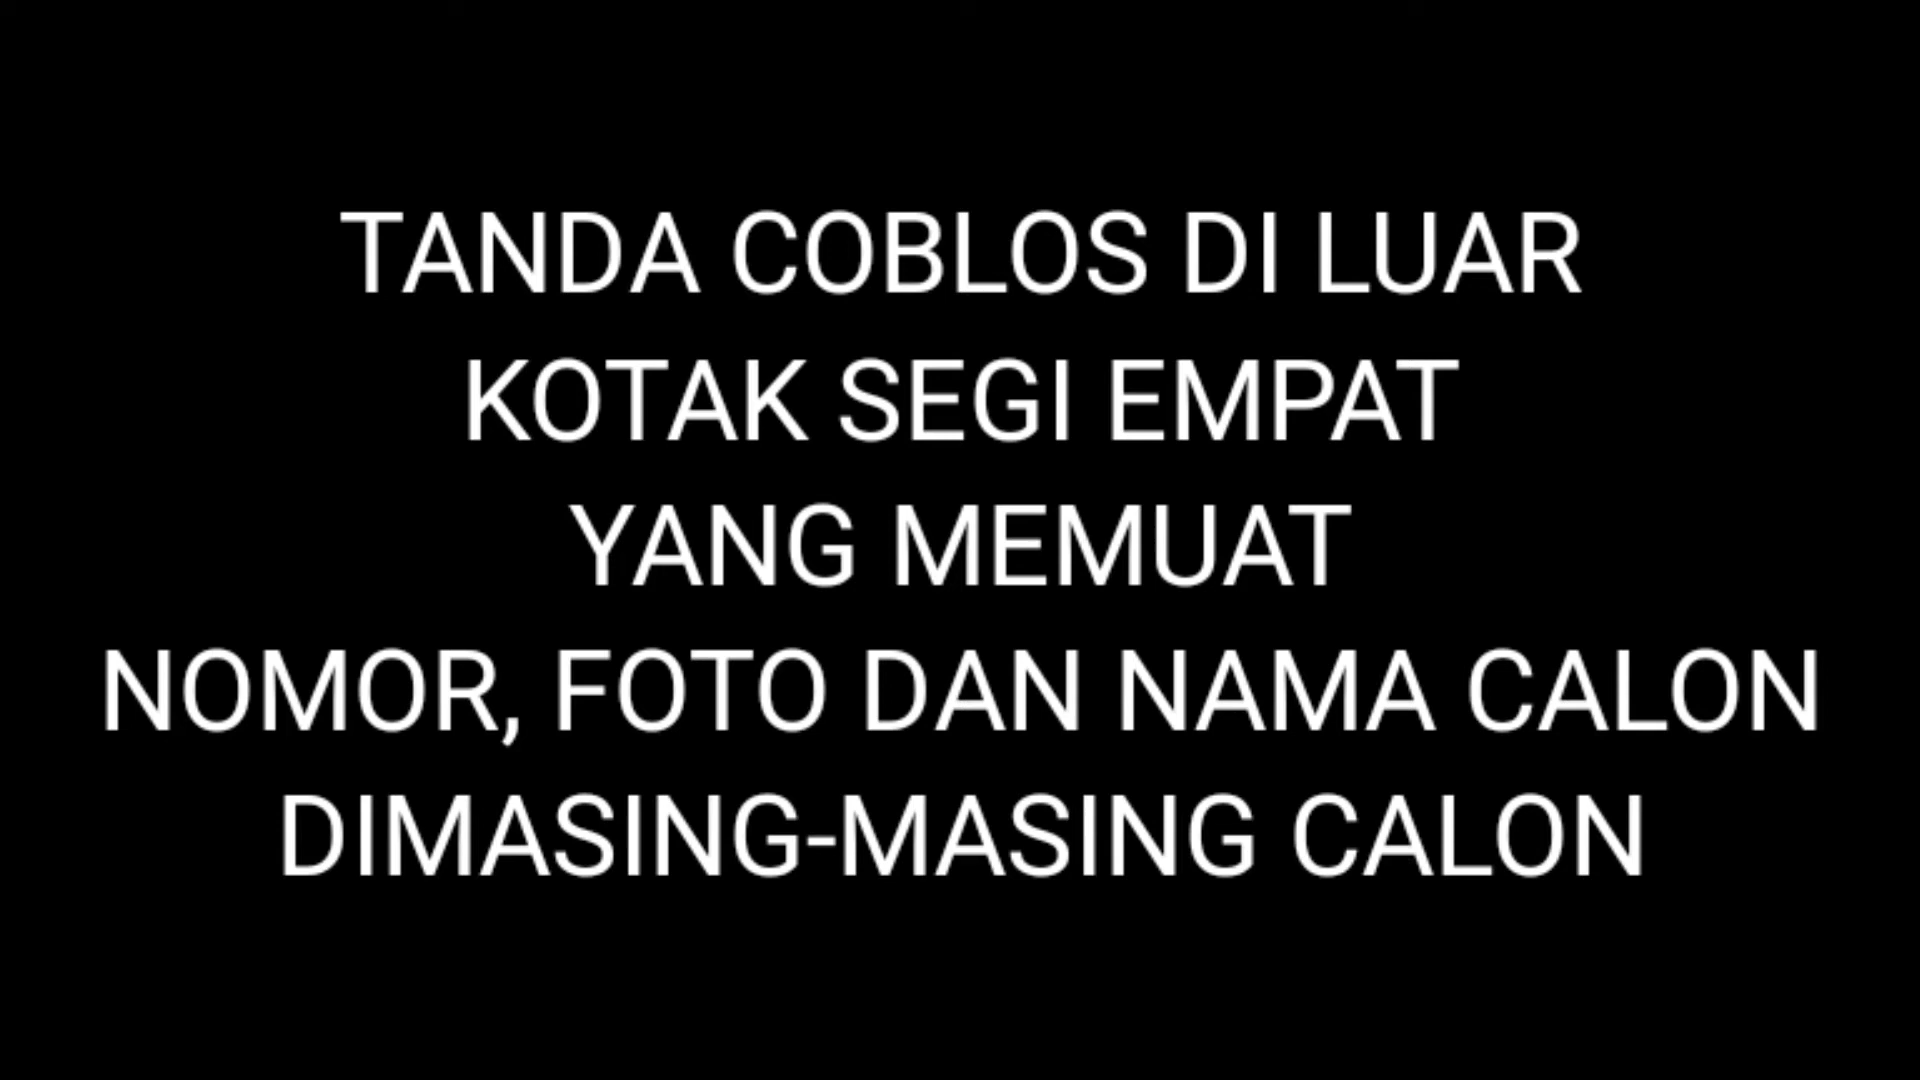 TANDA COBLOS DI LUAR
KOTAK SEGI EMPAT
YANG MEMUAT
NOMOR, FOTO DAN NAMA CALON
DIMASING-MASING CALON